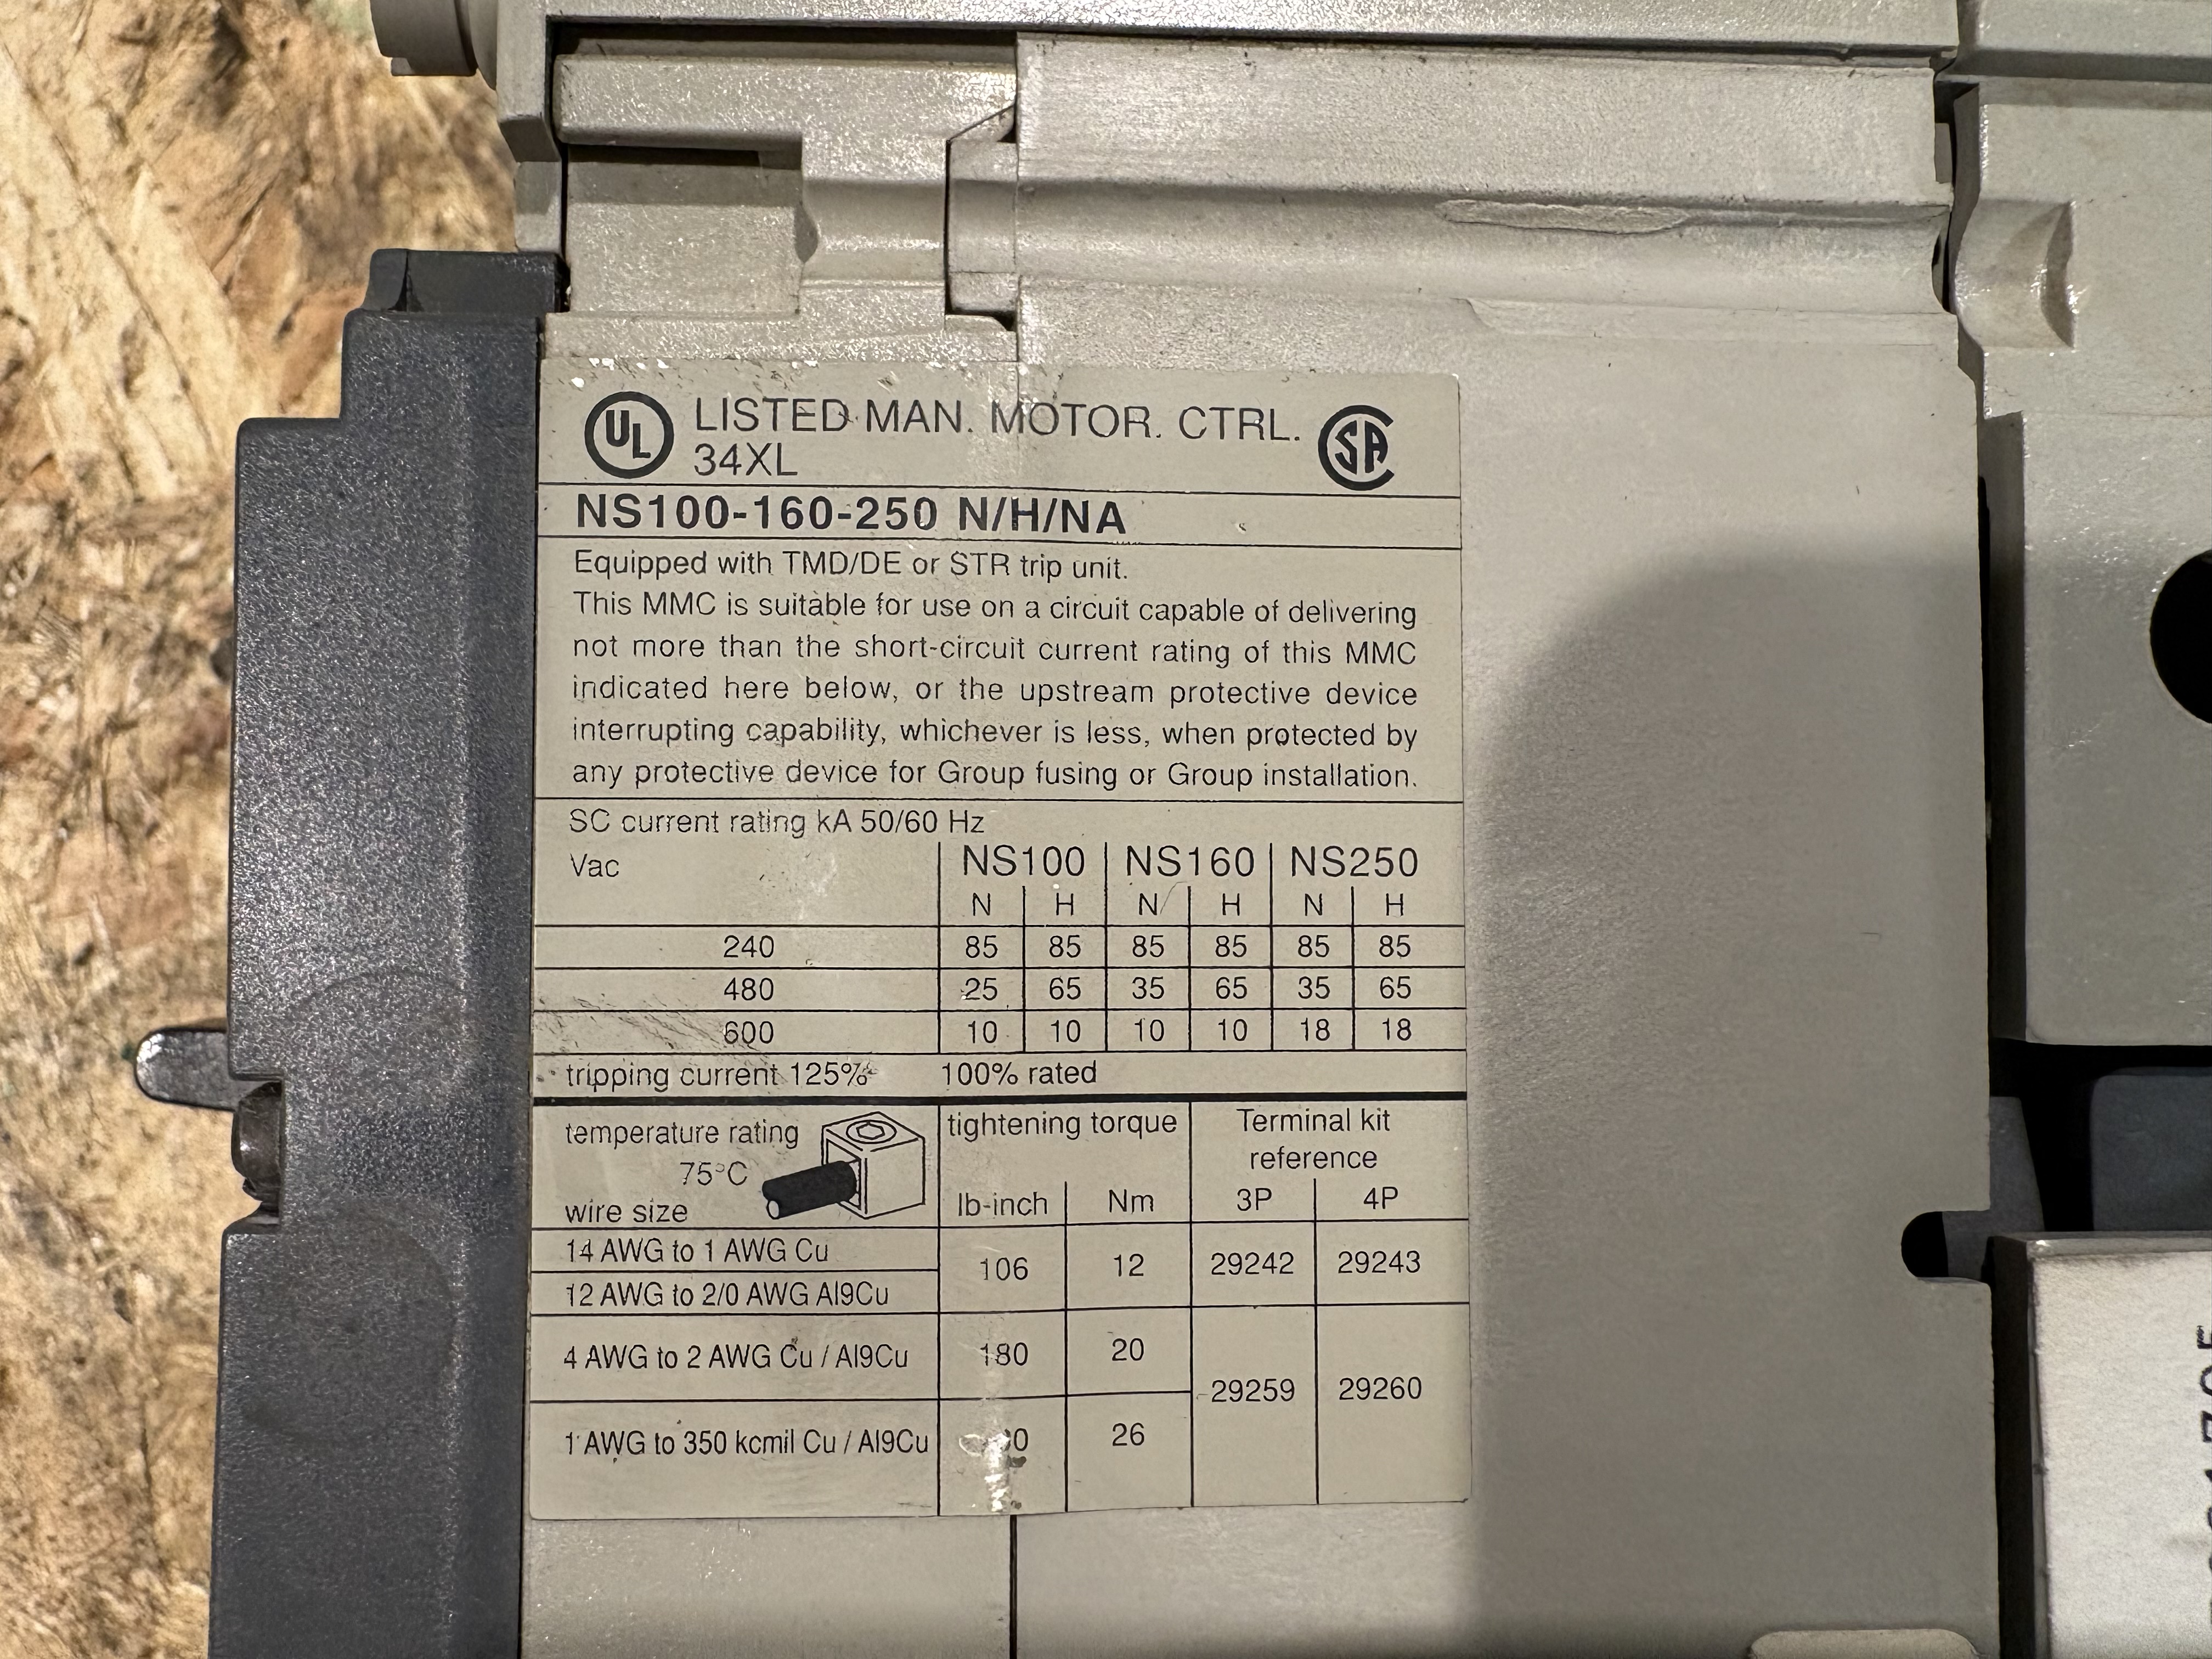 UL LISTED MAN. MOTOR. CTRL. SA
34XL
NS100-160-250 N/H/NA
Equipped with TMD/DE or STR trip unit.
This MMC is suitable for use on a circuit capable of delivering
not more than the short-circuit current rating of this MMC
indicated here below, or the upstream protective device
interrupting capability, whichever is less, when protected by
any protective device for Group fusing or Group installation.
SC current rating kA 50/60 Hz
Vac NS100 NS160 NS250
N H N H N H
240 85 85 85 85 85 85
480 25 65 35 65 35 65
600 10 10 10 10 18 18
tripping current 125% 100% rated
temperature rating tightening torque Terminal kit
75°C reference
wire size lb-inch Nm 3P 4P
14 AWG to 1 AWG Cu
106 12 29242 29243
12 AWG to 2/0 AWG Al9Cu
4 AWG to 2 AWG Cu / Al9Cu 180 20
29259 29260
1 AWG to 350 kcmil Cu / Al9Cu 26